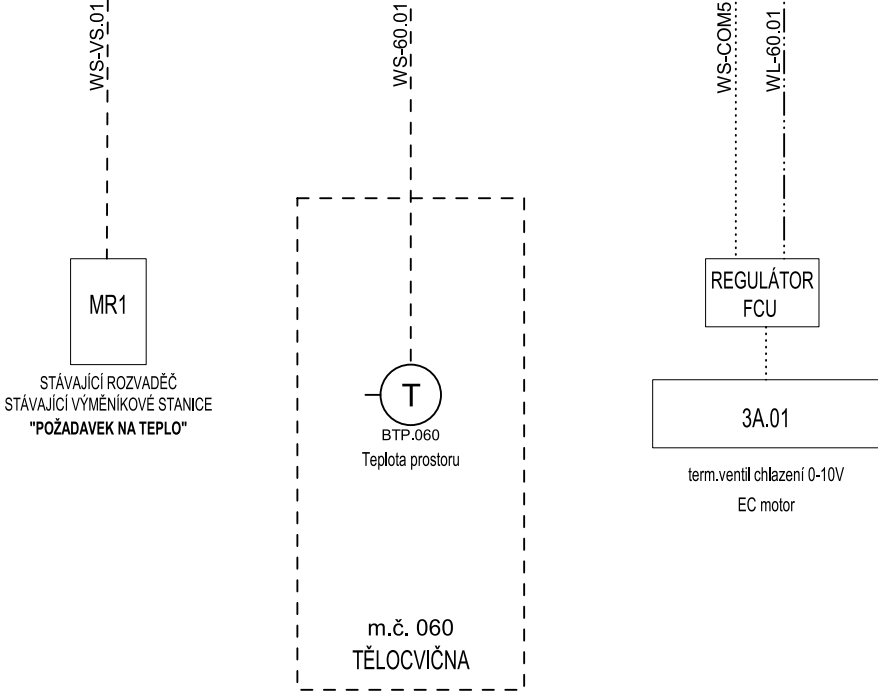 WS-VS.01
WS-60.01
WS-COM5
WL-60.01
MR1
STÁVAJÍCÍ ROZVADĚČ
STÁVAJÍCÍ VÝMĚNÍKOVÉ STANICE
"POŽADAVEK NA TEPLO"
T
BTP.060
Teplota prostoru
m.č. 060
TĚLOCVIČNA
REGULÁTOR
FCU
3A.01
term.ventil chlazení 0-10V
EC motor